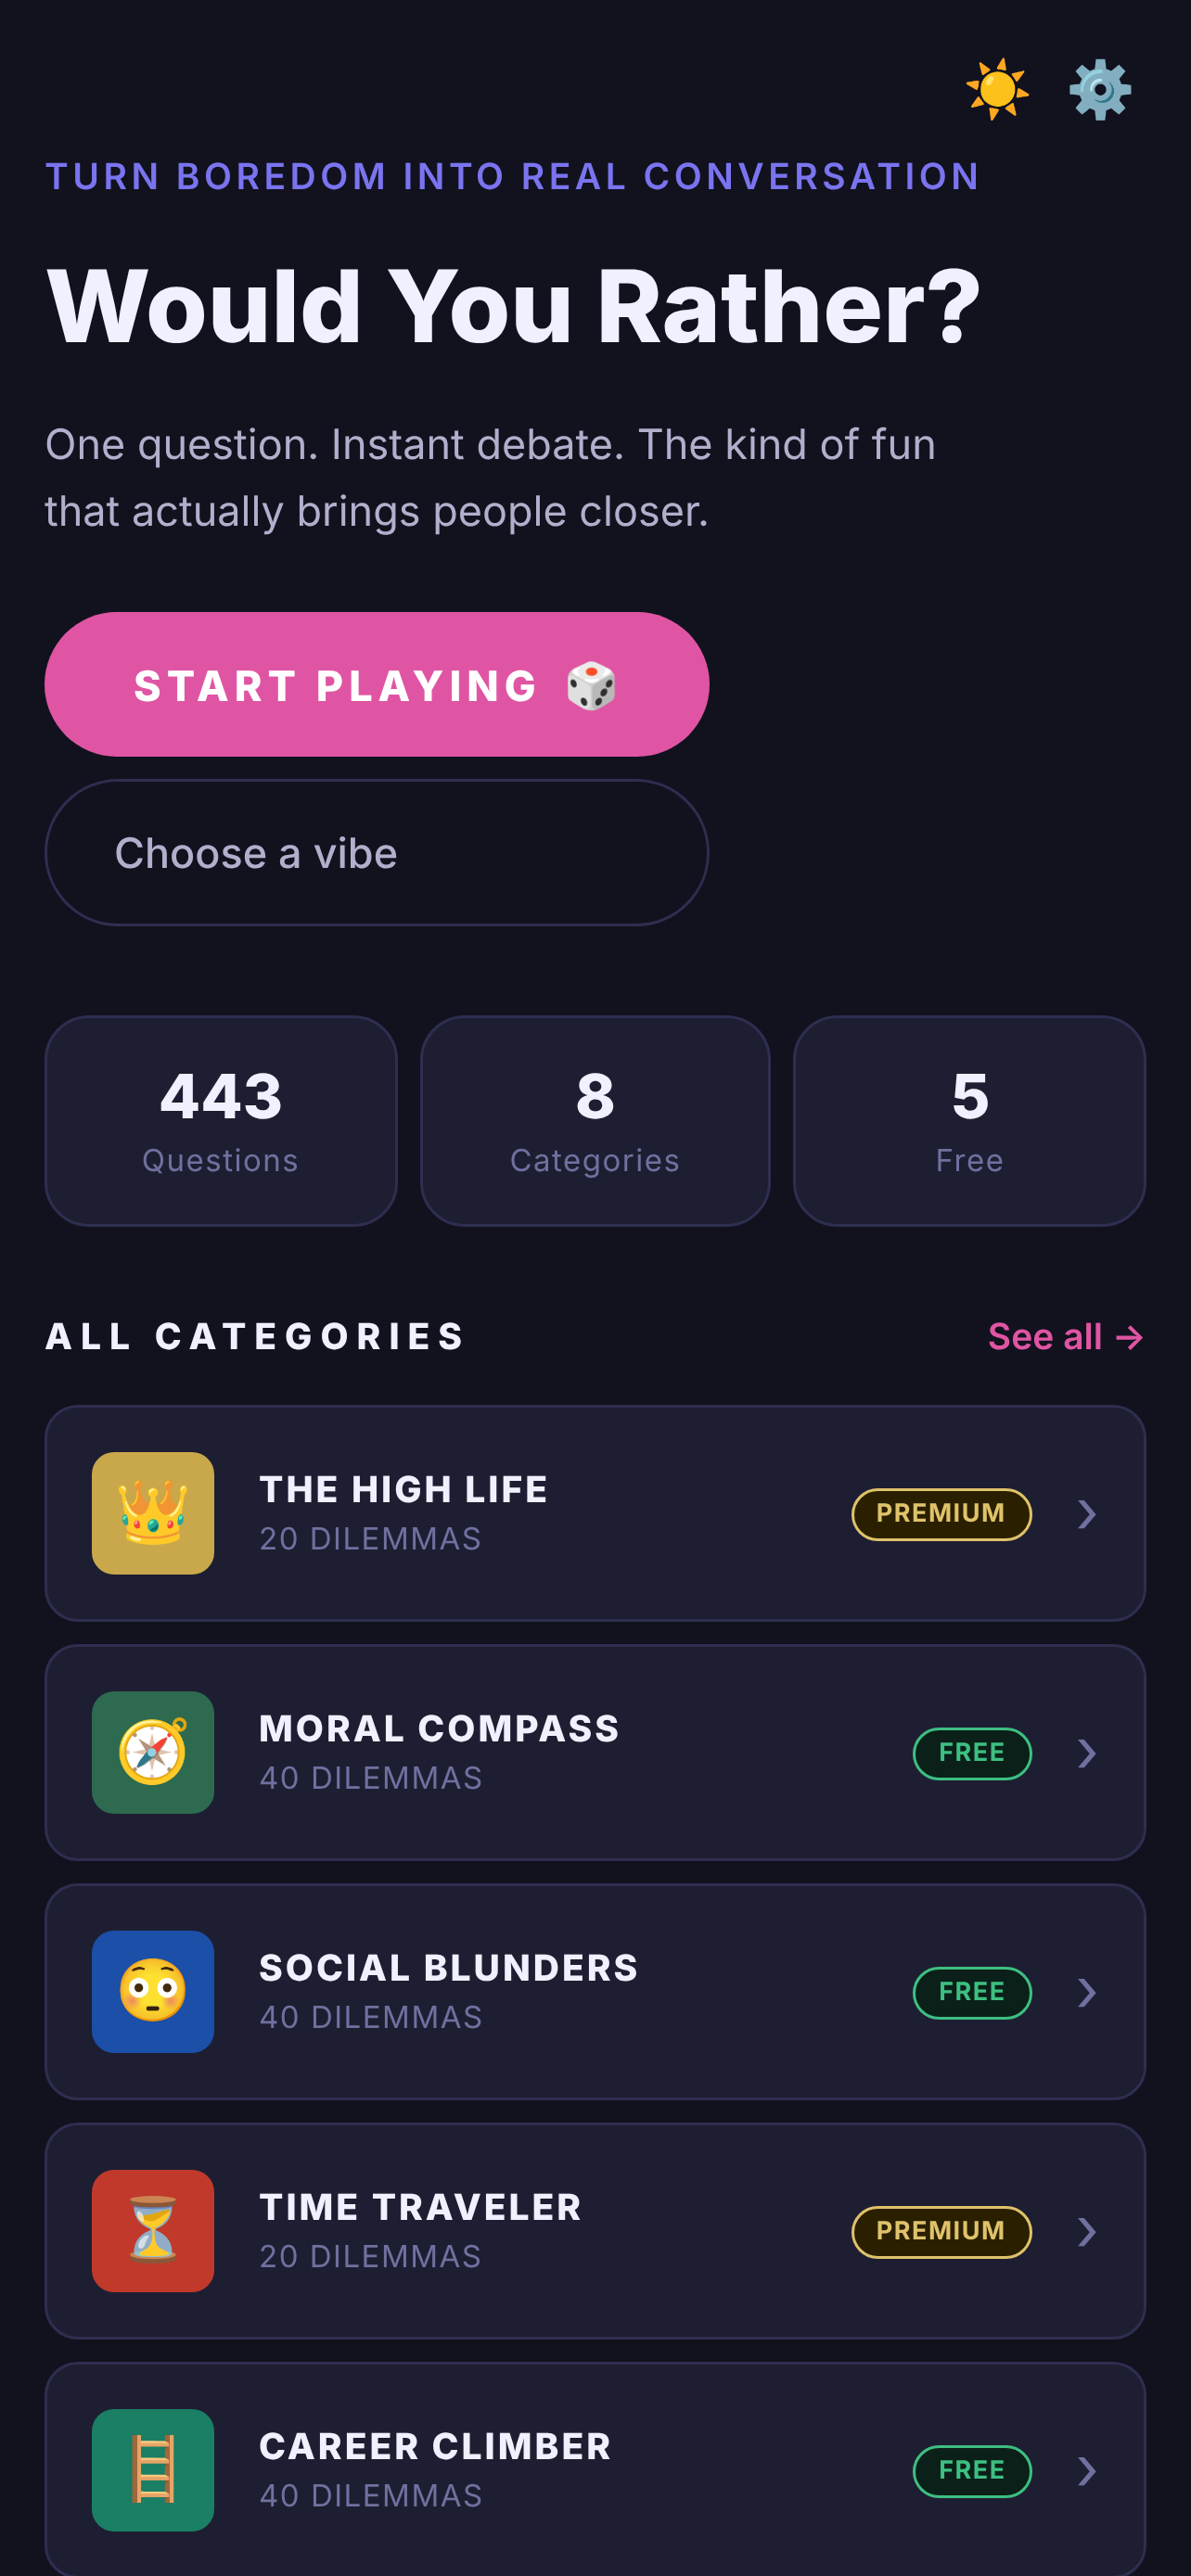 TURN BOREDOM INTO REAL CONVERSATION
Would You Rather?
One question. Instant debate. The kind of fun
that actually brings people closer.
START PLAYING 🎲
Choose a vibe
443
Questions
8
Categories
5
Free
ALL CATEGORIES
See all →
THE HIGH LIFE
20 DILEMMAS
PREMIUM
MORAL COMPASS
40 DILEMMAS
FREE
SOCIAL BLUNDERS
40 DILEMMAS
FREE
TIME TRAVELER
20 DILEMMAS
PREMIUM
CAREER CLIMBER
40 DILEMMAS
FREE